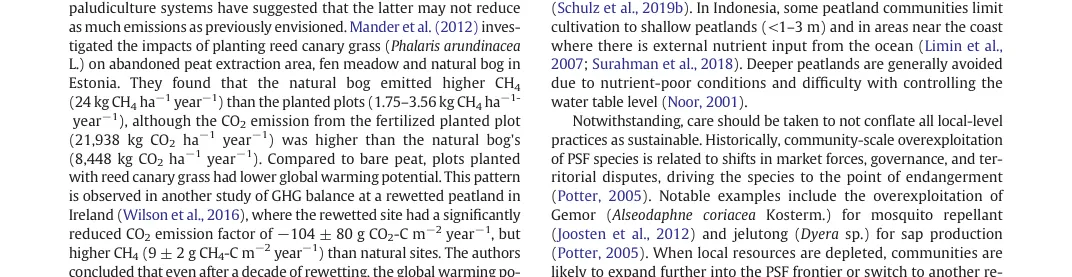 paludiculture systems have suggested that the latter may not reduce
as much emissions as previously envisioned. Mander et al. (2012) inves-
tigated the impacts of planting reed canary grass (Phalaris arundinacea
L.) on abandoned peat extraction area, fen meadow and natural bog in
Estonia. They found that the natural bog emitted higher CH₄
(24 kg CH₄ ha⁻¹ year⁻¹) than the planted plots (1.75–3.56 kg CH₄ ha⁻¹⁻
year⁻¹), although the CO₂ emission from the fertilized planted plot
(21,938 kg CO₂ ha⁻¹ year⁻¹) was higher than the natural bog's
(8,448 kg CO₂ ha⁻¹ year⁻¹). Compared to bare peat, plots planted
with reed canary grass had lower global warming potential. This pattern
is observed in another study of GHG balance at a rewetted peatland in
Ireland (Wilson et al., 2016), where the rewetted site had a significantly
reduced CO₂ emission factor of −104 ± 80 g CO₂-C m⁻² year⁻¹, but
higher CH₄ (9 ± 2 g CH₄-C m⁻² year⁻¹) than natural sites. The authors
concluded that even after a decade of rewetting, the global warming po-
(Schulz et al., 2019b). In Indonesia, some peatland communities limit
cultivation to shallow peatlands (<1–3 m) and in areas near the coast
where there is external nutrient input from the ocean (Limin et al.,
2007; Surahman et al., 2018). Deeper peatlands are generally avoided
due to nutrient-poor conditions and difficulty with controlling the
water table level (Noor, 2001).
Notwithstanding, care should be taken to not conflate all local-level
practices as sustainable. Historically, community-scale overexploitation
of PSF species is related to shifts in market forces, governance, and ter-
ritorial disputes, driving the species to the point of endangerment
(Potter, 2005). Notable examples include the overexploitation of
Gemor (Alseodaphne coriacea Kosterm.) for mosquito repellant
(Joosten et al., 2012) and jelutong (Dyera sp.) for sap production
(Potter, 2005). When local resources are depleted, communities are
likely to expand further into the PSF frontier or switch to another re-